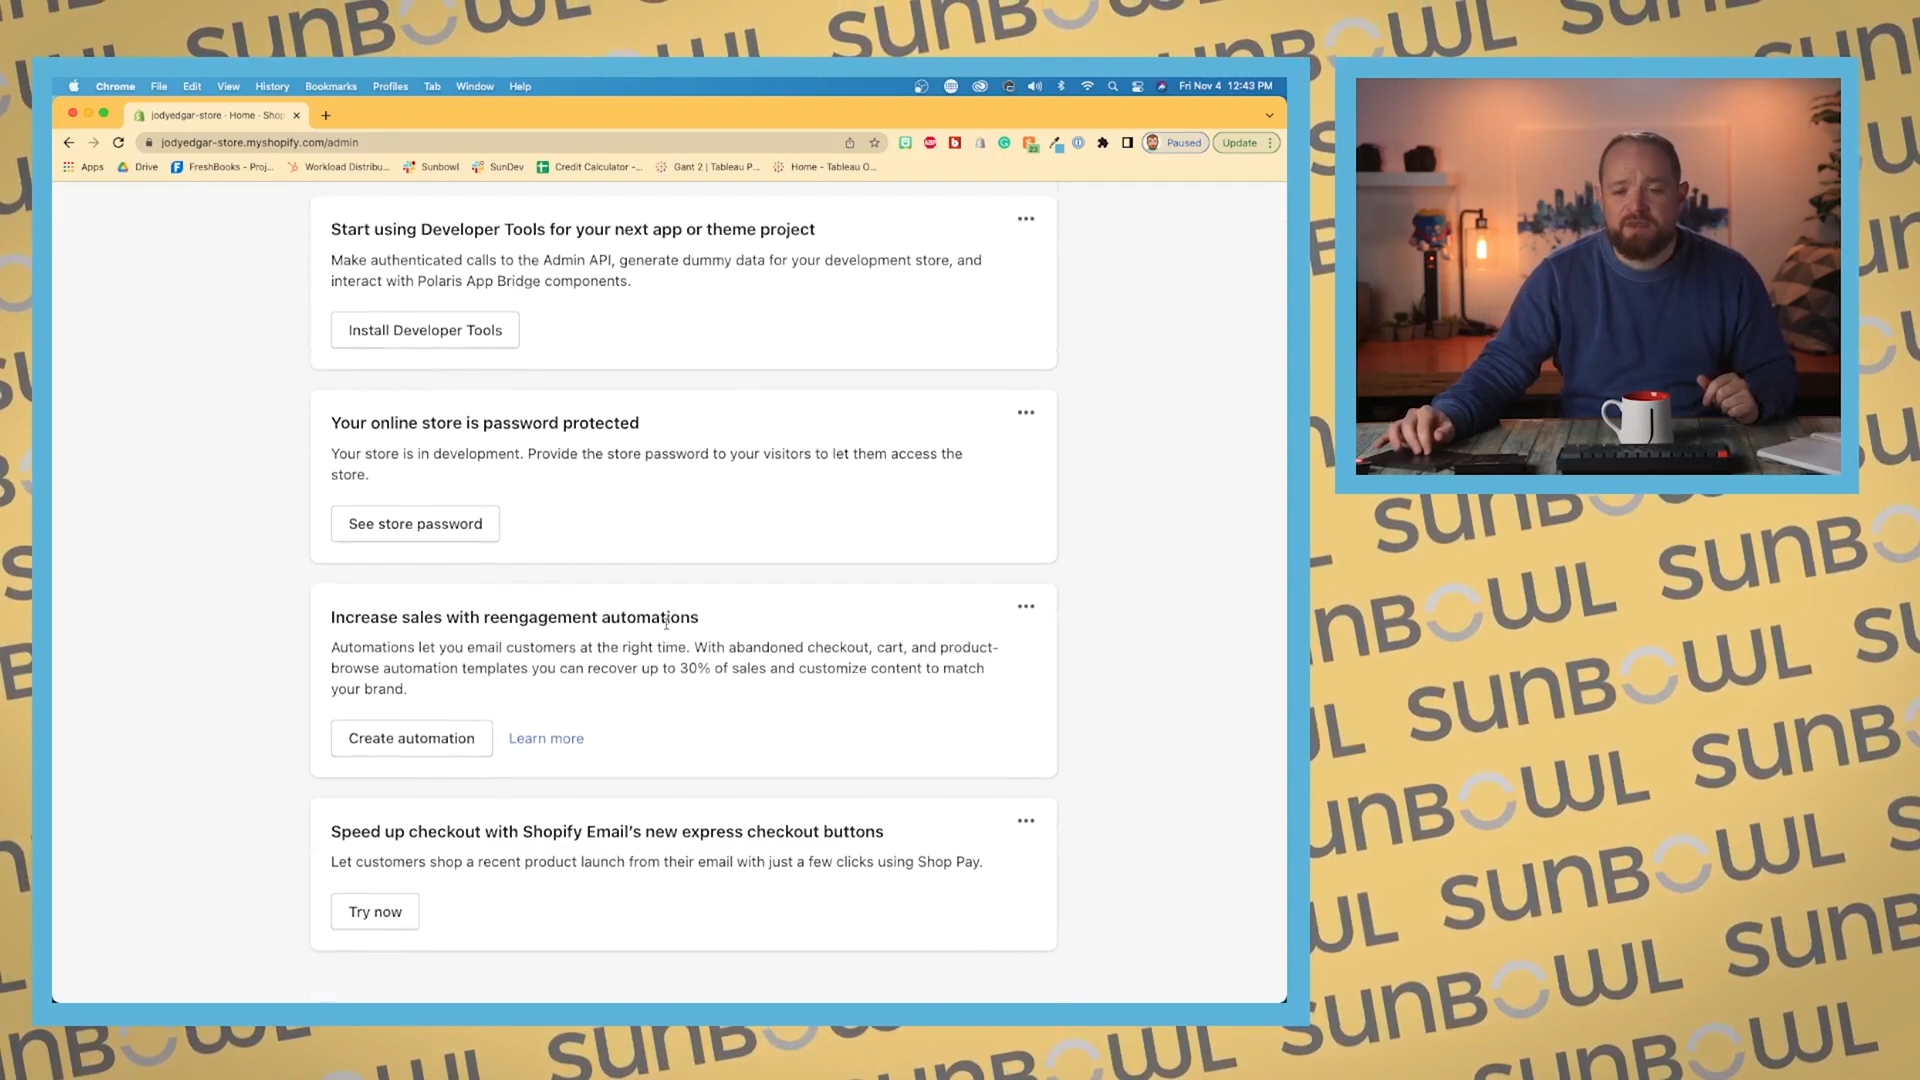 SUNBOWL
Chrome File Edit View History Bookmarks Profiles Tab Window Help Fri Nov 4 12:43 PM
jodyedgar-store · Home · Shop
jodyedgar-store.myshopify.com/admin Paused Update
Apps Drive FreshBooks - Proj... Workload Distribu... Sunbowl SunDev Credit Calculator -... Gant 2 | Tableau P... Home - Tableau O...
Start using Developer Tools for your next app or theme project
Make authenticated calls to the Admin API, generate dummy data for your development store, and
interact with Polaris App Bridge components.
Install Developer Tools
Your online store is password protected
Your store is in development. Provide the store password to your visitors to let them access the
store.
See store password
Increase sales with reengagement automations
Automations let you email customers at the right time. With abandoned checkout, cart, and product-
browse automation templates you can recover up to 30% of sales and customize content to match
your brand.
Create automation Learn more
Speed up checkout with Shopify Email's new express checkout buttons
Let customers shop a recent product launch from their email with just a few clicks using Shop Pay.
Try now